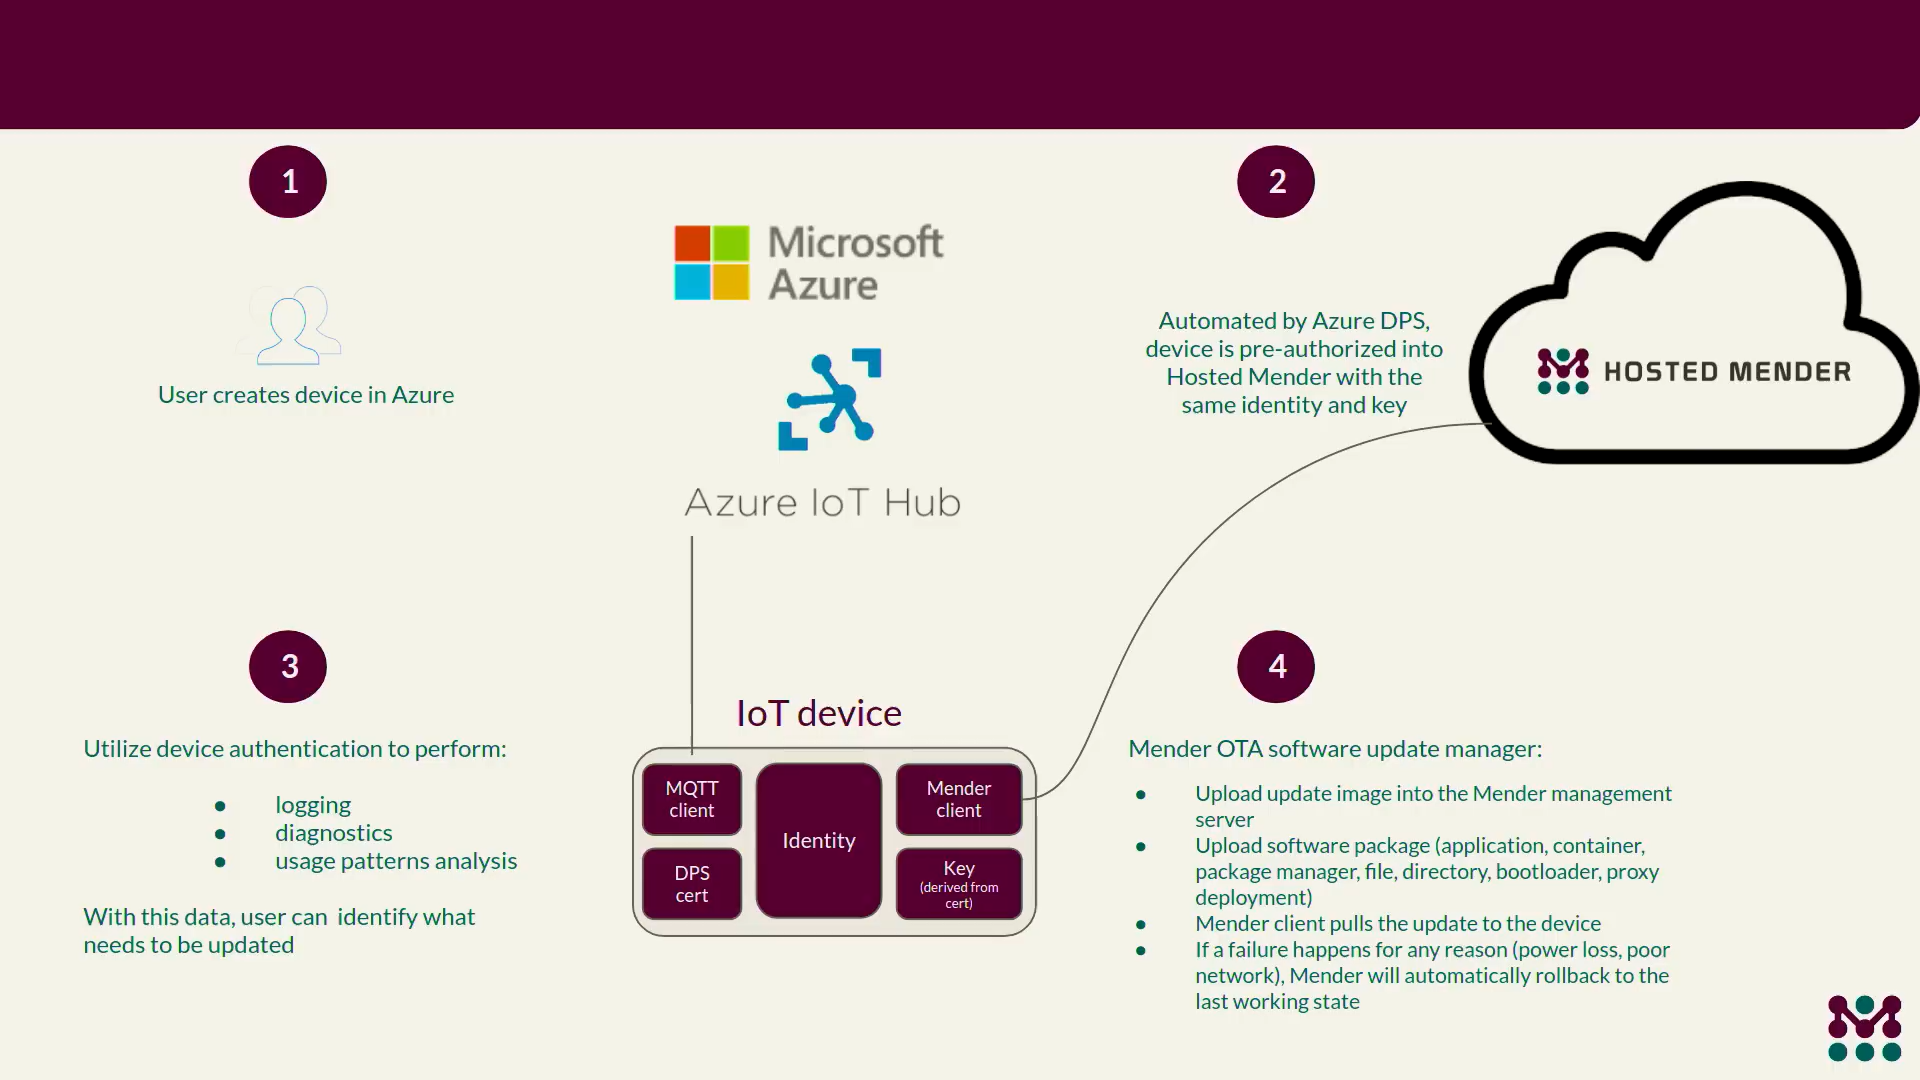 1
User creates device in Azure
Microsoft
Azure
Azure IoT Hub
2
Automated by Azure DPS,
device is pre-authorized into
Hosted Mender with the
same identity and key
HOSTED MENDER
3
Utilize device authentication to perform:
● logging
● diagnostics
● usage patterns analysis
With this data, user can identify what
needs to be updated
IoT device
MQTT
client
DPS
cert
Identity
Mender
client
Key
(derived from
cert)
4
Mender OTA software update manager:
● Upload update image into the Mender management
server
● Upload software package (application, container,
package manager, file, directory, bootloader, proxy
deployment)
● Mender client pulls the update to the device
● If a failure happens for any reason (power loss, poor
network), Mender will automatically rollback to the
last working state